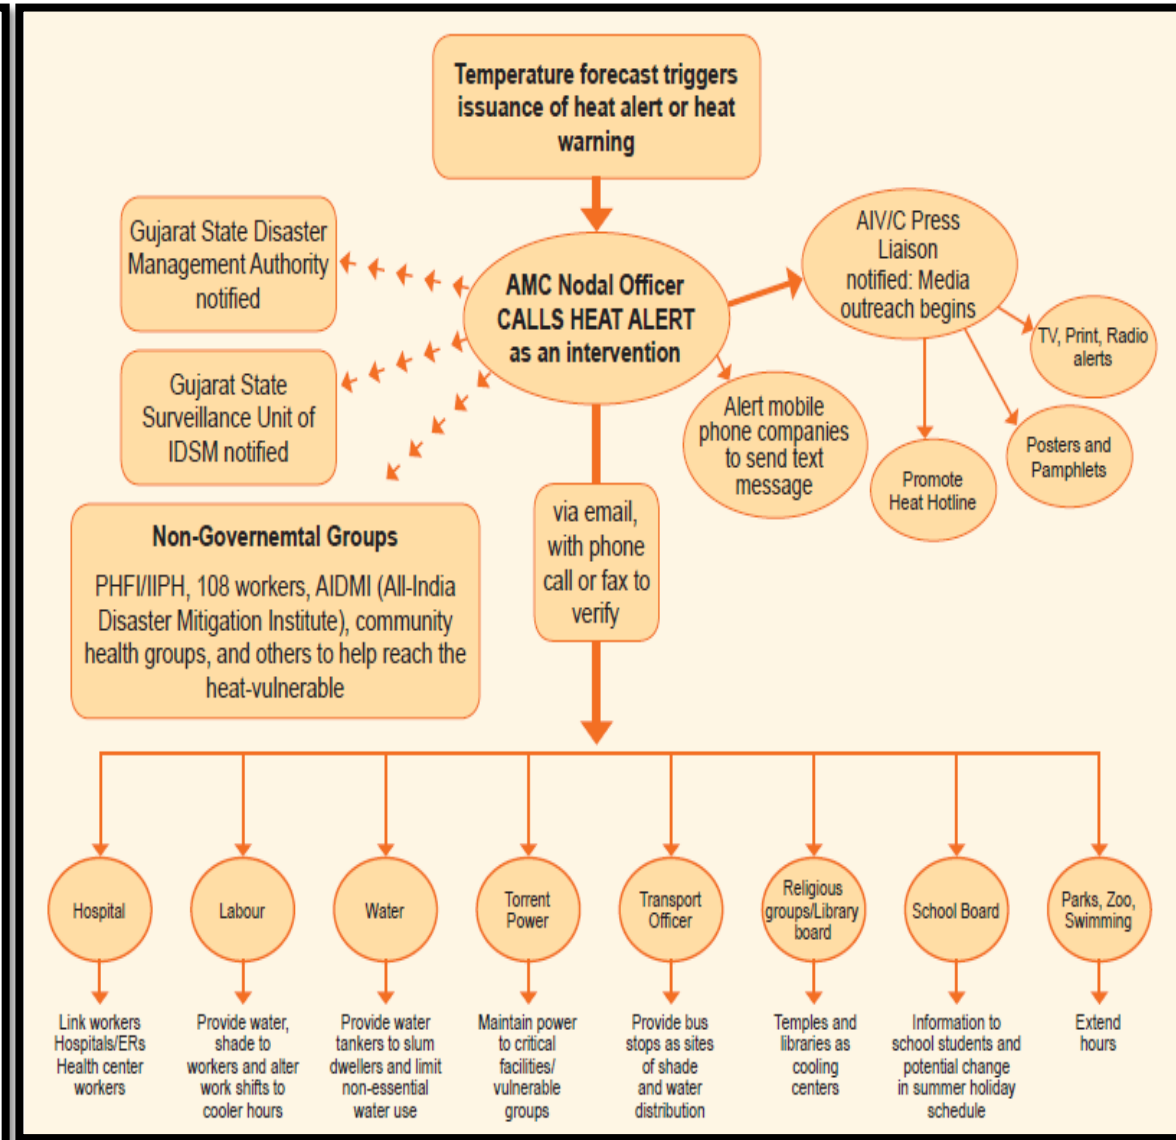 Temperature forecast triggers
issuance of heat alert or heat
warning
Gujarat State Disaster
Management Authority
notified
AMC Nodal Officer
CALLS HEAT ALERT
as an intervention
AIV/C Press
Liaison
notified: Media
outreach begins
TV, Print, Radio
alerts
Gujarat State
Surveillance Unit of
IDSM notified
Alert mobile
phone companies
to send text
message
Promote
Heat Hotline
Posters and
Pamphlets
Non-Governemtal Groups
PHFI/IIPH, 108 workers, AIDMI (All-India
Disaster Mitigation Institute), community
health groups, and others to help reach the
heat-vulnerable
via email,
with phone
call or fax to
verify
Hospital
Labour
Water
Torrent
Power
Transport
Officer
Religious
groups/Library
board
School Board
Parks, Zoo,
Swimming
Link workers
Hospitals/ERs
Health center
workers
Provide water,
shade to
workers and alter
work shifts to
cooler hours
Provide water
tankers to slum
dwellers and limit
non-essential
water use
Maintain power
to critical
facilities/
vulnerable
groups
Provide bus
stops as sites
of shade
and water
distribution
Temples and
libraries as
cooling
centers
Information to
school students and
potential change
in summer holiday
schedule
Extend
hours